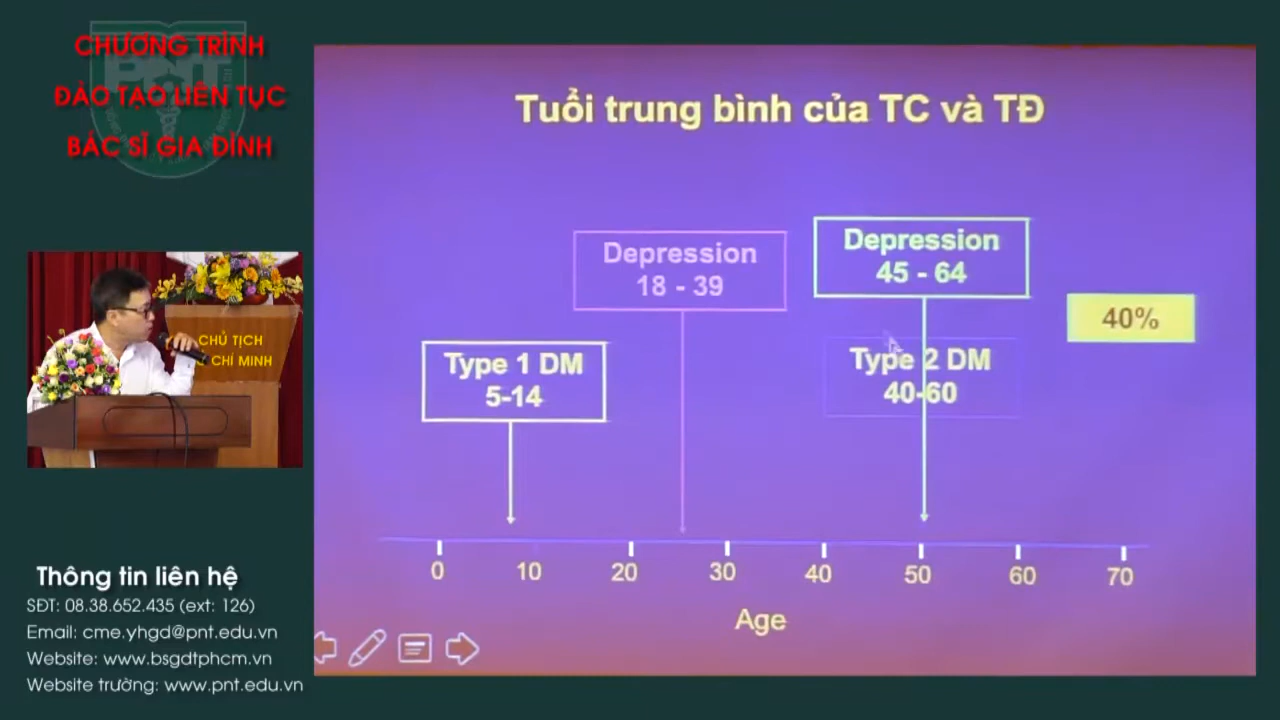 CHƯƠNG TRÌNH
ĐÀO TẠO LIÊN TỤC
BÁC SĨ GIA ĐÌNH
PNT
CHỦ TỊCH
CHÍ MINH
Thông tin liên hệ
SĐT: 08.38.652.435 (ext: 126)
Email: cme.yhgd@pnt.edu.vn
Website: www.bsgdtphcm.vn
Website trường: www.pnt.edu.vn
Tuổi trung bình của TC và TĐ
Depression
18 - 39
Depression
45 - 64
40%
Type 1 DM
5-14
Type 2 DM
40-60
0 10 20 30 40 50 60 70
Age